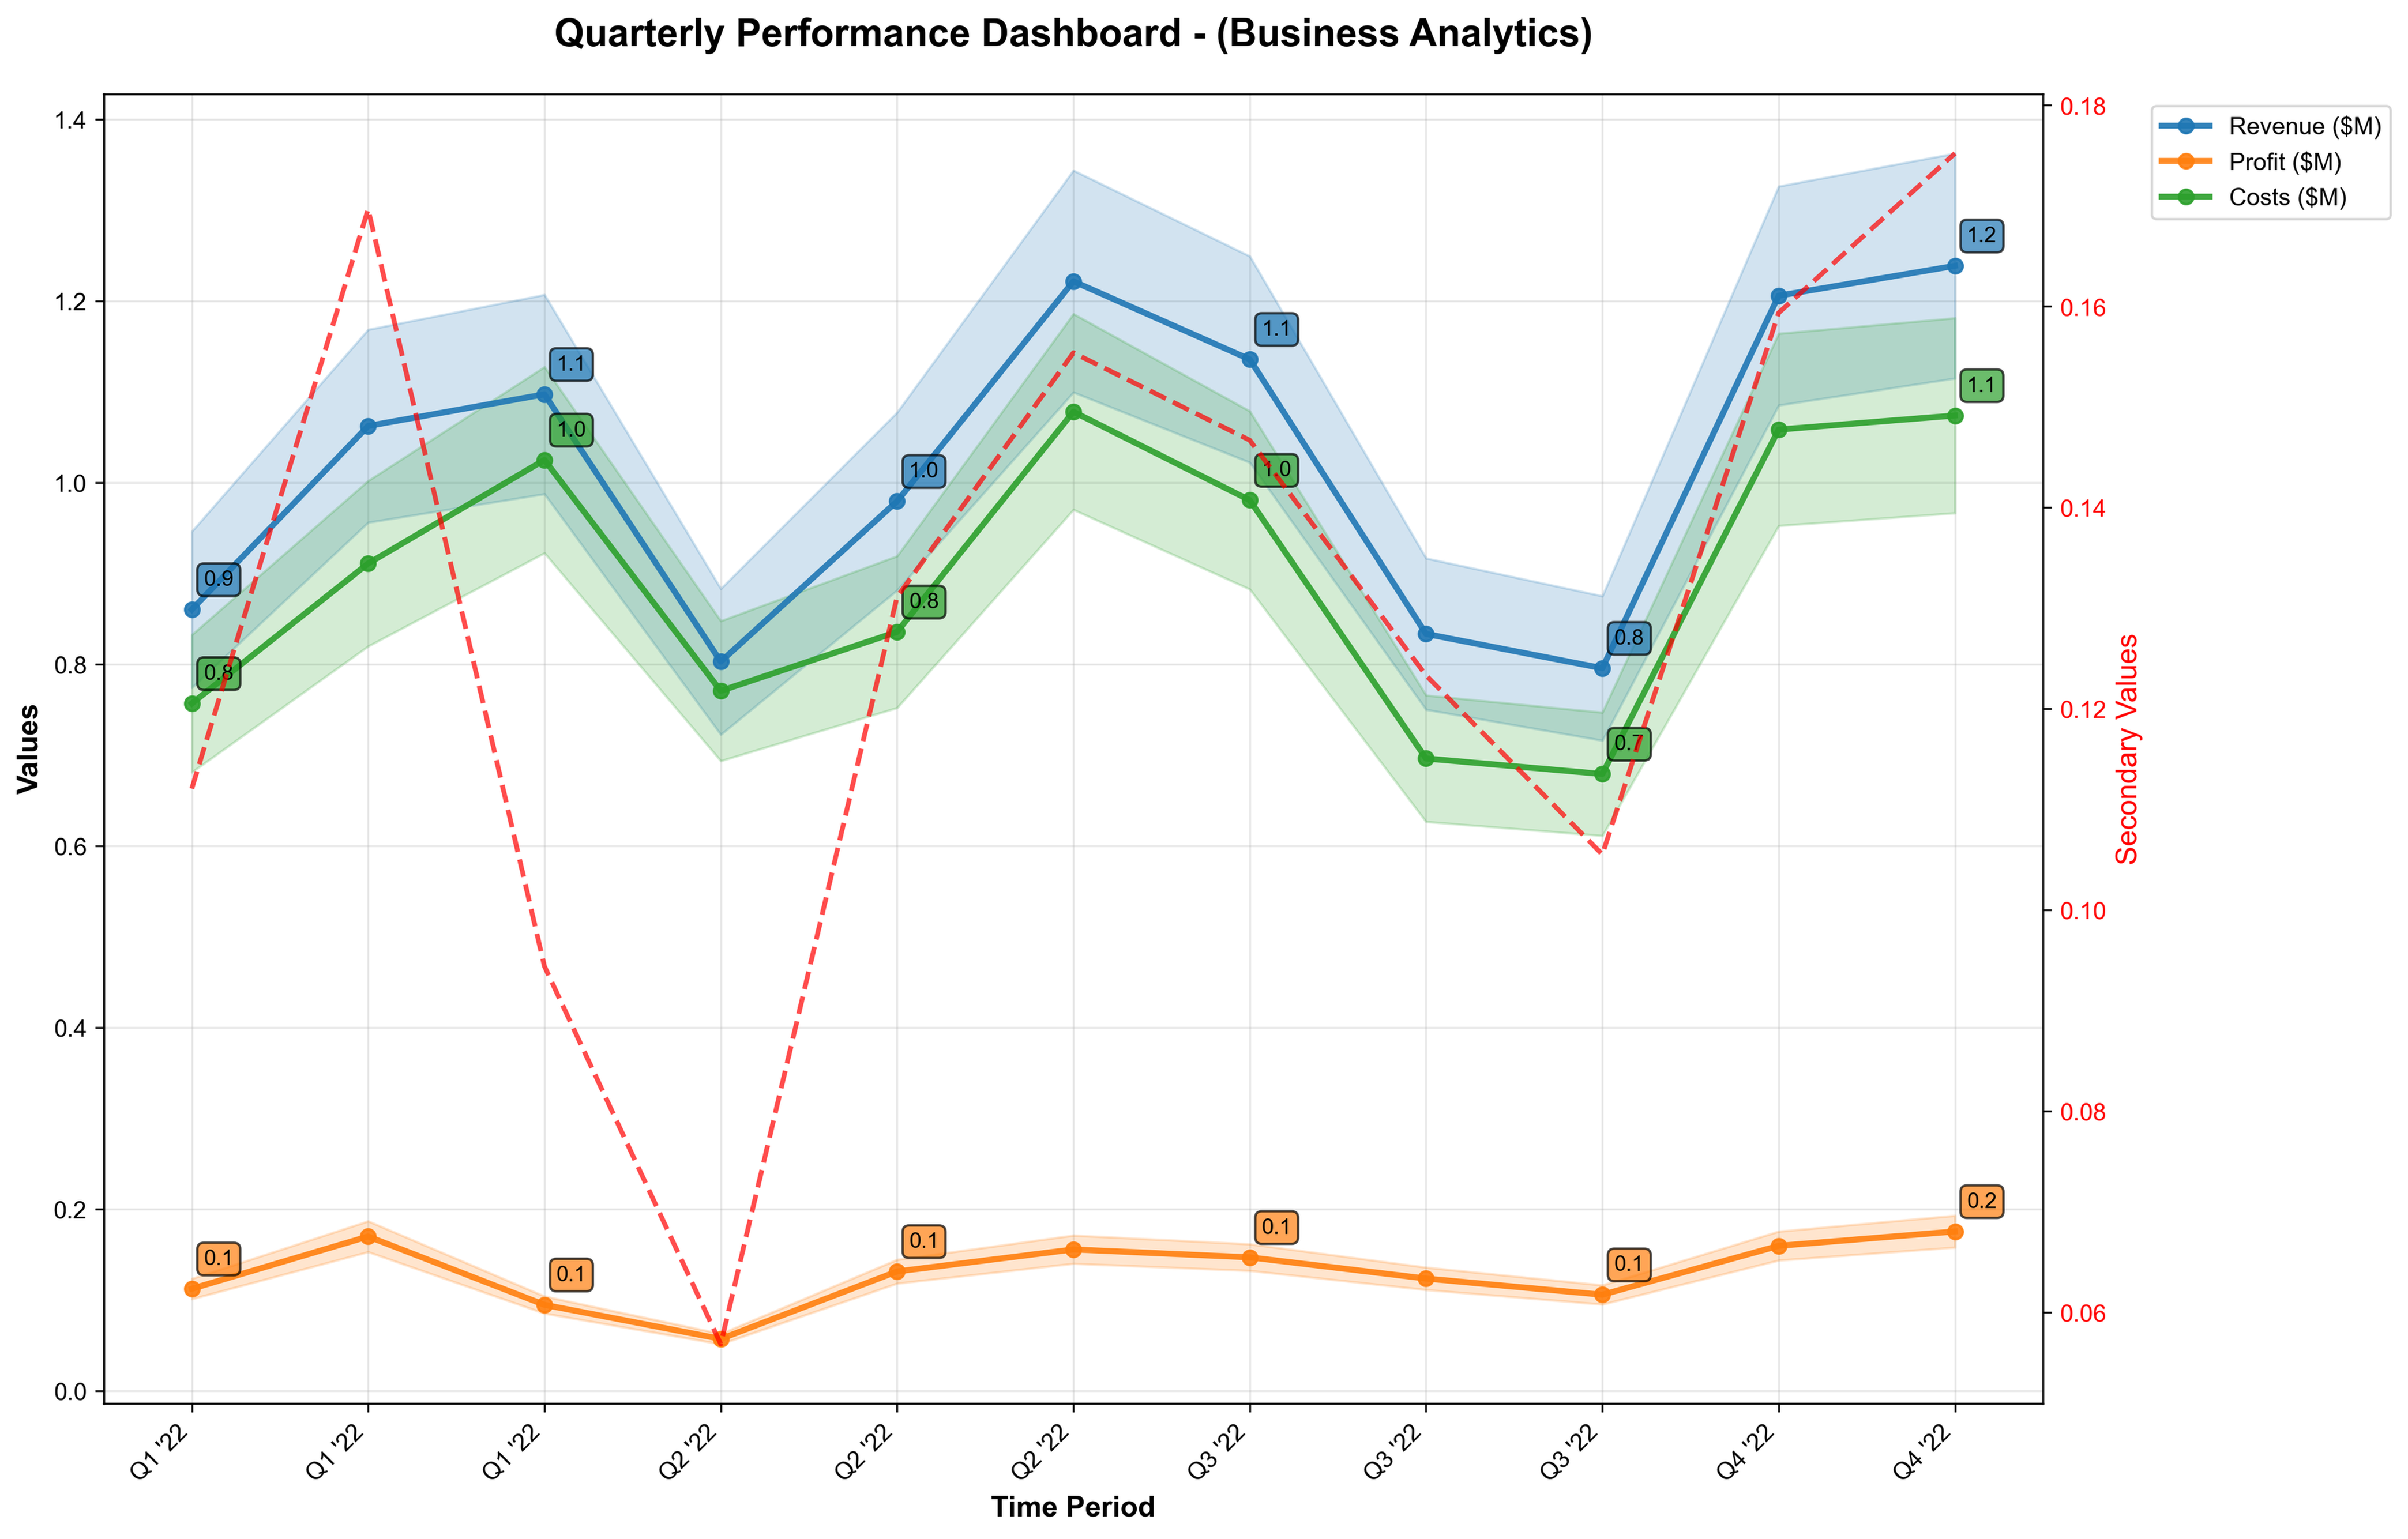 Quarterly Performance Dashboard - (Business Analytics)
Values
1.4
1.2
1.0
0.8
0.6
0.4
0.2
0.0
0.9
1.1
1.0
1.1
0.8
1.2
0.8
1.0
0.8
1.0
0.7
1.1
0.1
0.1
0.1
0.1
0.1
0.2
0.18
0.16
0.14
0.12
0.10
0.08
0.06
Secondary Values
Revenue ($M)
Profit ($M)
Costs ($M)
Q1 '22
Q1 '22
Q1 '22
Q2 '22
Q2 '22
Q2 '22
Q3 '22
Q3 '22
Q3 '22
Q4 '22
Q4 '22
Time Period